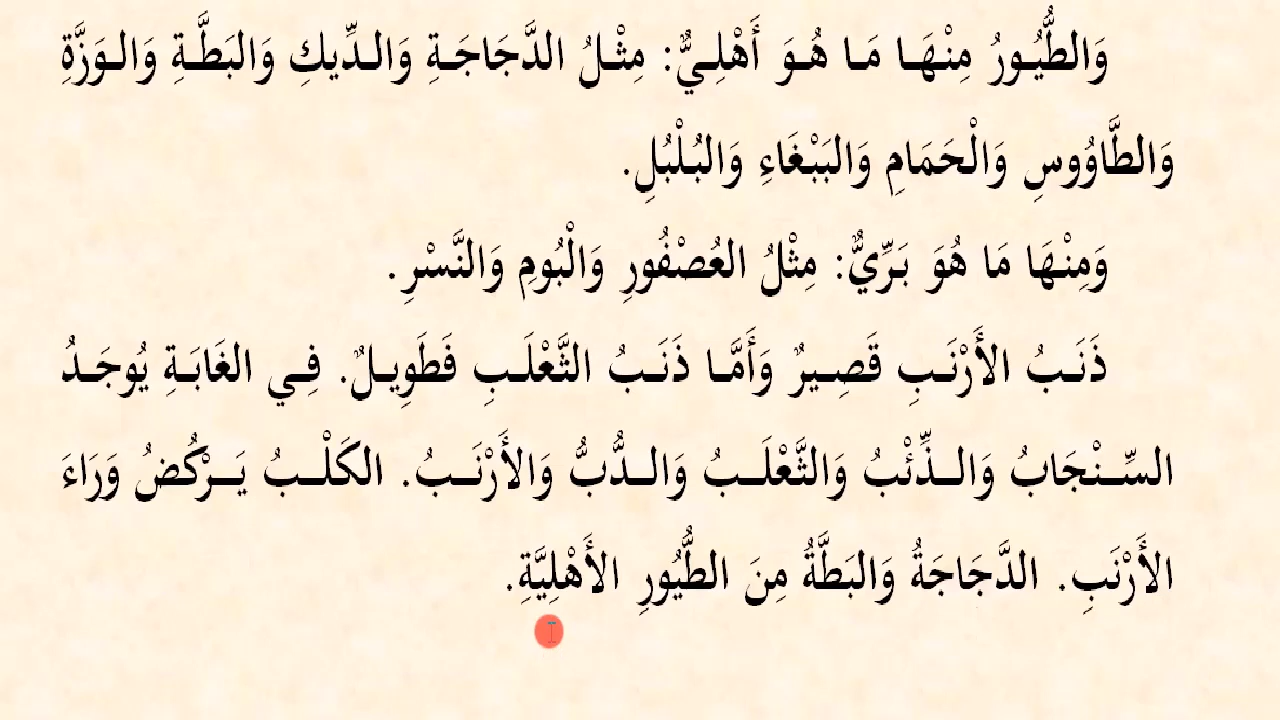 وَالطُّيُورُ مِنْهَا مَا هُوَ أَهْلِيٌّ: مِثْلُ الدَّجَاجَةِ وَالدِّيكِ وَالبَطَّةِ وَالوَزَّةِ
وَالطَّاوُوسِ وَالْحَمَامِ وَالبَبْغَاءِ وَالبُلْبُلِ.
وَمِنْهَا مَا هُوَ بَرِّيٌّ: مِثْلُ العُصْفُورِ وَالْبُومِ وَالنَّسْرِ.
ذَنَبُ الأَرْنَبِ قَصِيرٌ وَأَمَّا ذَنَبُ الثَّعْلَبِ فَطَوِيلٌ. فِي الغَابَةِ يُوجَدُ
السِّنْجَابُ وَالذِّئْبُ وَالثَّعْلَبُ وَالدُّبُّ وَالأَرْنَبُ. الكَلْبُ يَرْكُضُ وَرَاءَ
الأَرْنَبِ. الدَّجَاجَةُ وَالبَطَّةُ مِنَ الطُّيُورِ الأَهْلِيَّةِ.